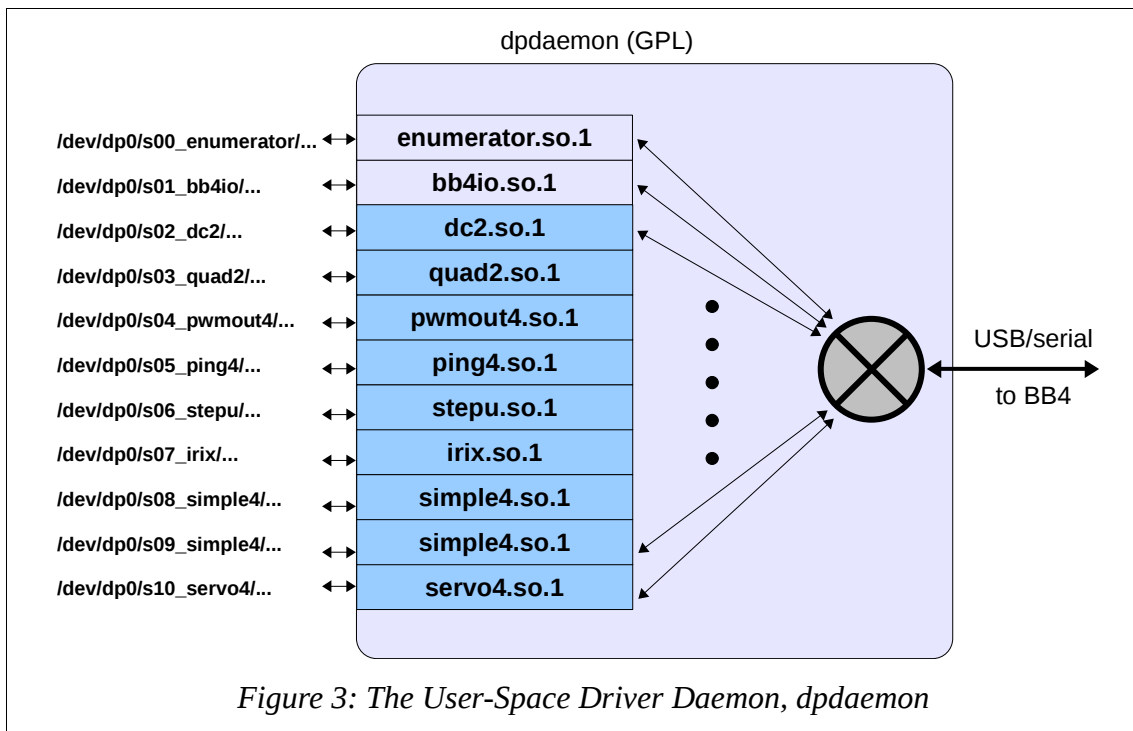 dpdaemon (GPL)
/dev/dp0/s00_enumerator/... enumerator.so.1
/dev/dp0/s01_bb4io/... bb4io.so.1
/dev/dp0/s02_dc2/... dc2.so.1
/dev/dp0/s03_quad2/... quad2.so.1
/dev/dp0/s04_pwmout4/... pwmout4.so.1
/dev/dp0/s05_ping4/... ping4.so.1
/dev/dp0/s06_stepu/... stepu.so.1
/dev/dp0/s07_irix/... irix.so.1
/dev/dp0/s08_simple4/... simple4.so.1
/dev/dp0/s09_simple4/... simple4.so.1
/dev/dp0/s10_servo4/... servo4.so.1
USB/serial
to BB4
Figure 3: The User-Space Driver Daemon, dpdaemon